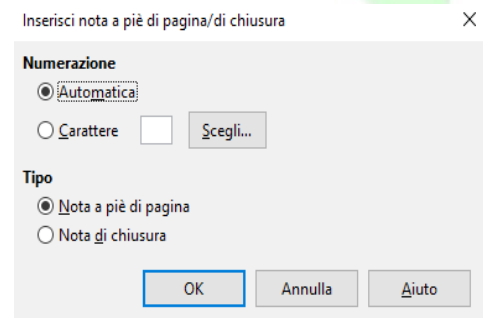 Inserisci nota a piè di pagina/di chiusura
Numerazione
Automatica
Carattere Scegli...
Tipo
Nota a piè di pagina
Nota di chiusura
OK Annulla Aiuto